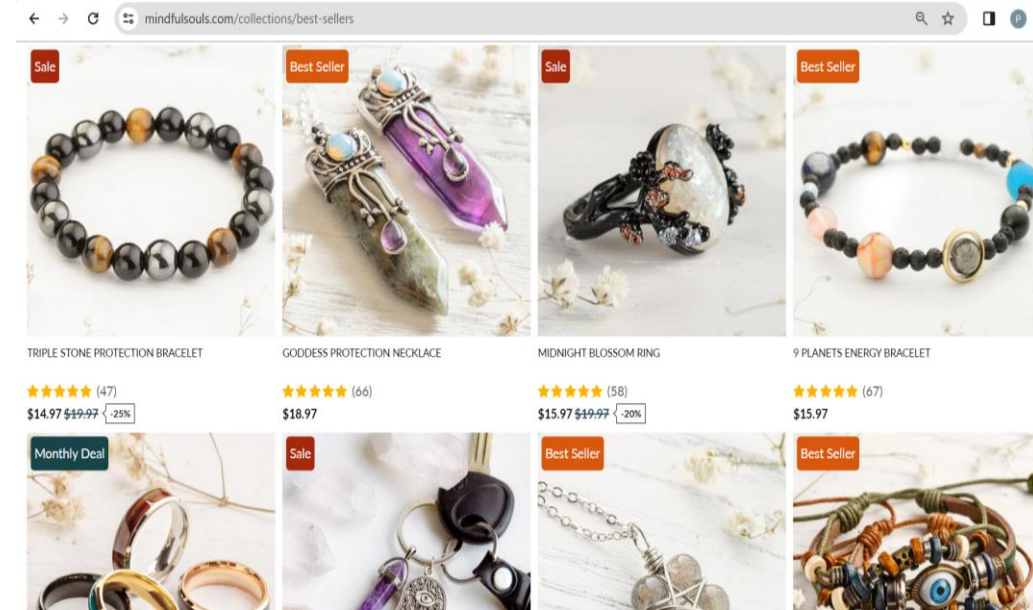 mindfulsouls.com/collections/best-sellers
P
Sale
Best Seller
Sale
Best Seller
TRIPLE STONE PROTECTION BRACELET
GODDESS PROTECTION NECKLACE
MIDNIGHT BLOSSOM RING
9 PLANETS ENERGY BRACELET
(47)
(66)
(58)
(67)
$14.97 $19.97 -25%
$18.97
$15.97 $19.97 -20%
$15.97
Monthly Deal
Sale
Best Seller
Best Seller